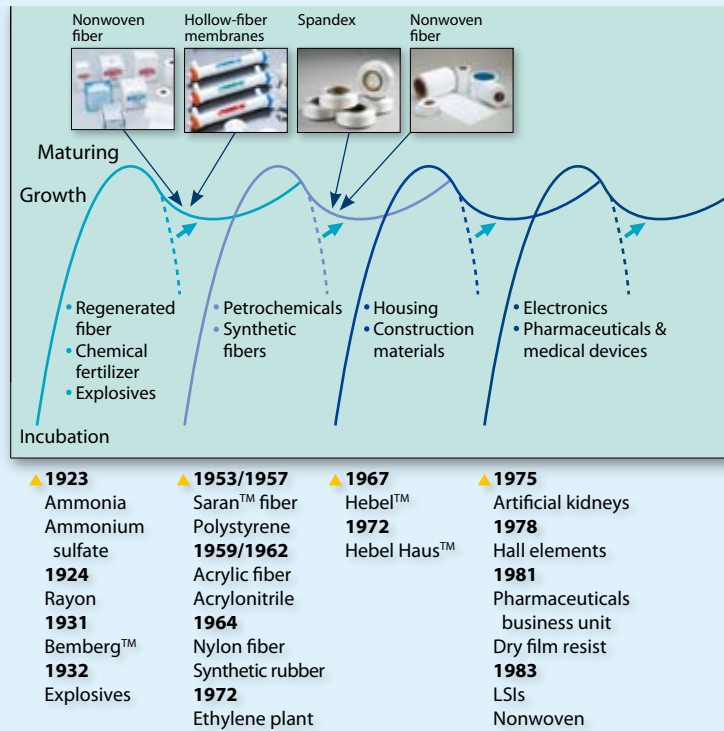 Nonwoven
fiber
Hollow-fiber
membranes
Spandex
Nonwoven
fiber
Maturing
Growth
• Regenerated
fiber
• Chemical
fertilizer
• Explosives
• Petrochemicals
• Synthetic
fibers
• Housing
• Construction
materials
• Electronics
• Pharmaceuticals &
medical devices
Incubation
▲ 1923
Ammonia
Ammonium
sulfate
1924
Rayon
1931
Bemberg™
1932
Explosives
▲ 1953/1957
Saran™ fiber
Polystyrene
1959/1962
Acrylic fiber
Acrylonitrile
1964
Nylon fiber
Synthetic rubber
1972
Ethylene plant
▲ 1967
Hebel™
1972
Hebel Haus™
▲ 1975
Artificial kidneys
1978
Hall elements
1981
Pharmaceuticals
business unit
Dry film resist
1983
LSIs
Nonwoven